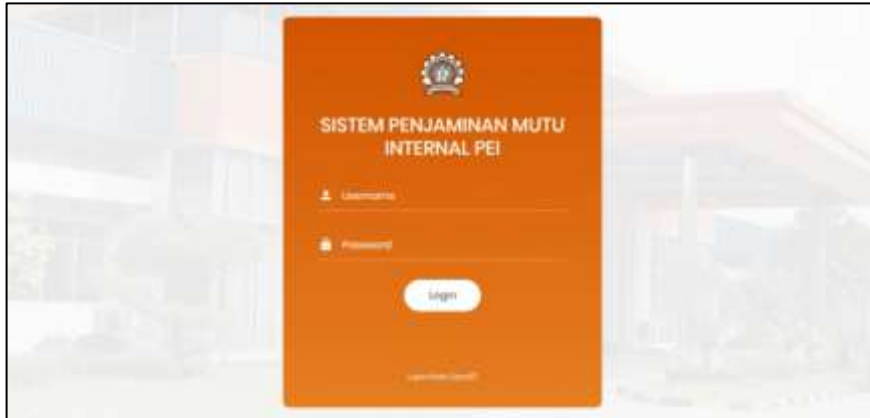 SISTEM PENJAMINAN MUTU
INTERNAL PEI
Username
Password
Login